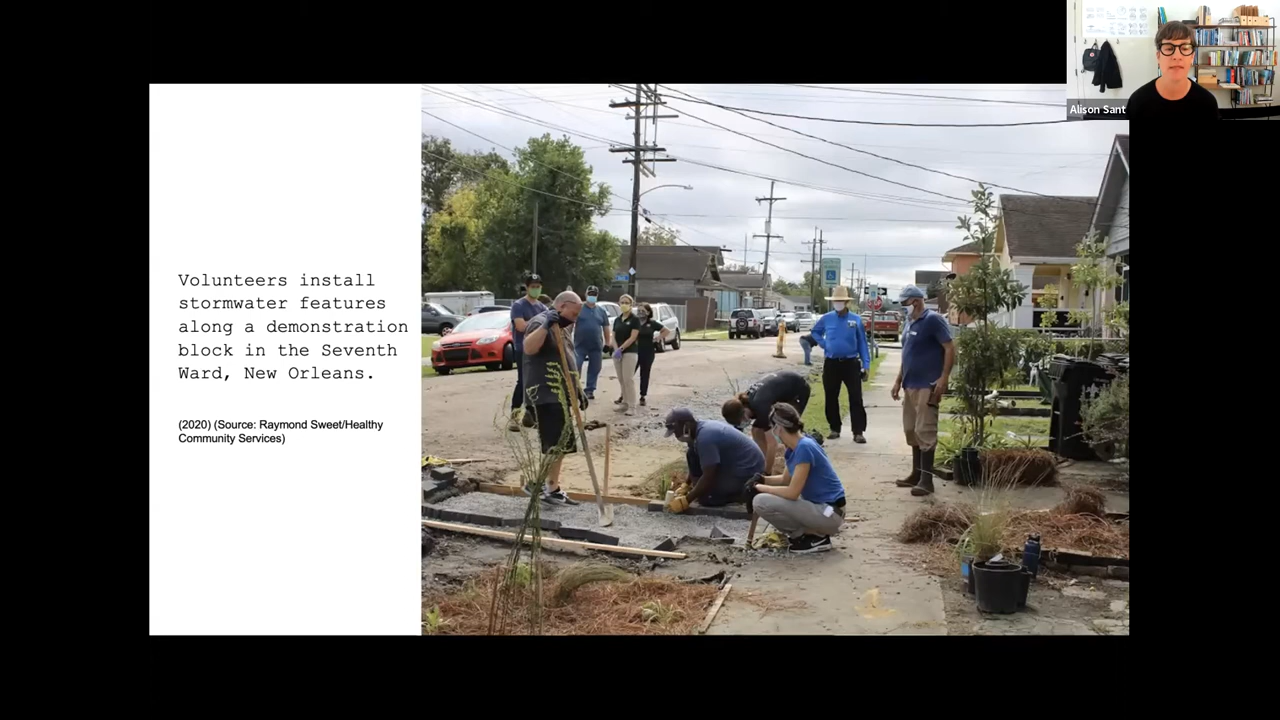 Alison Sant
Volunteers install
stormwater features
along a demonstration
block in the Seventh
Ward, New Orleans.
(2020) (Source: Raymond Sweet/Healthy
Community Services)